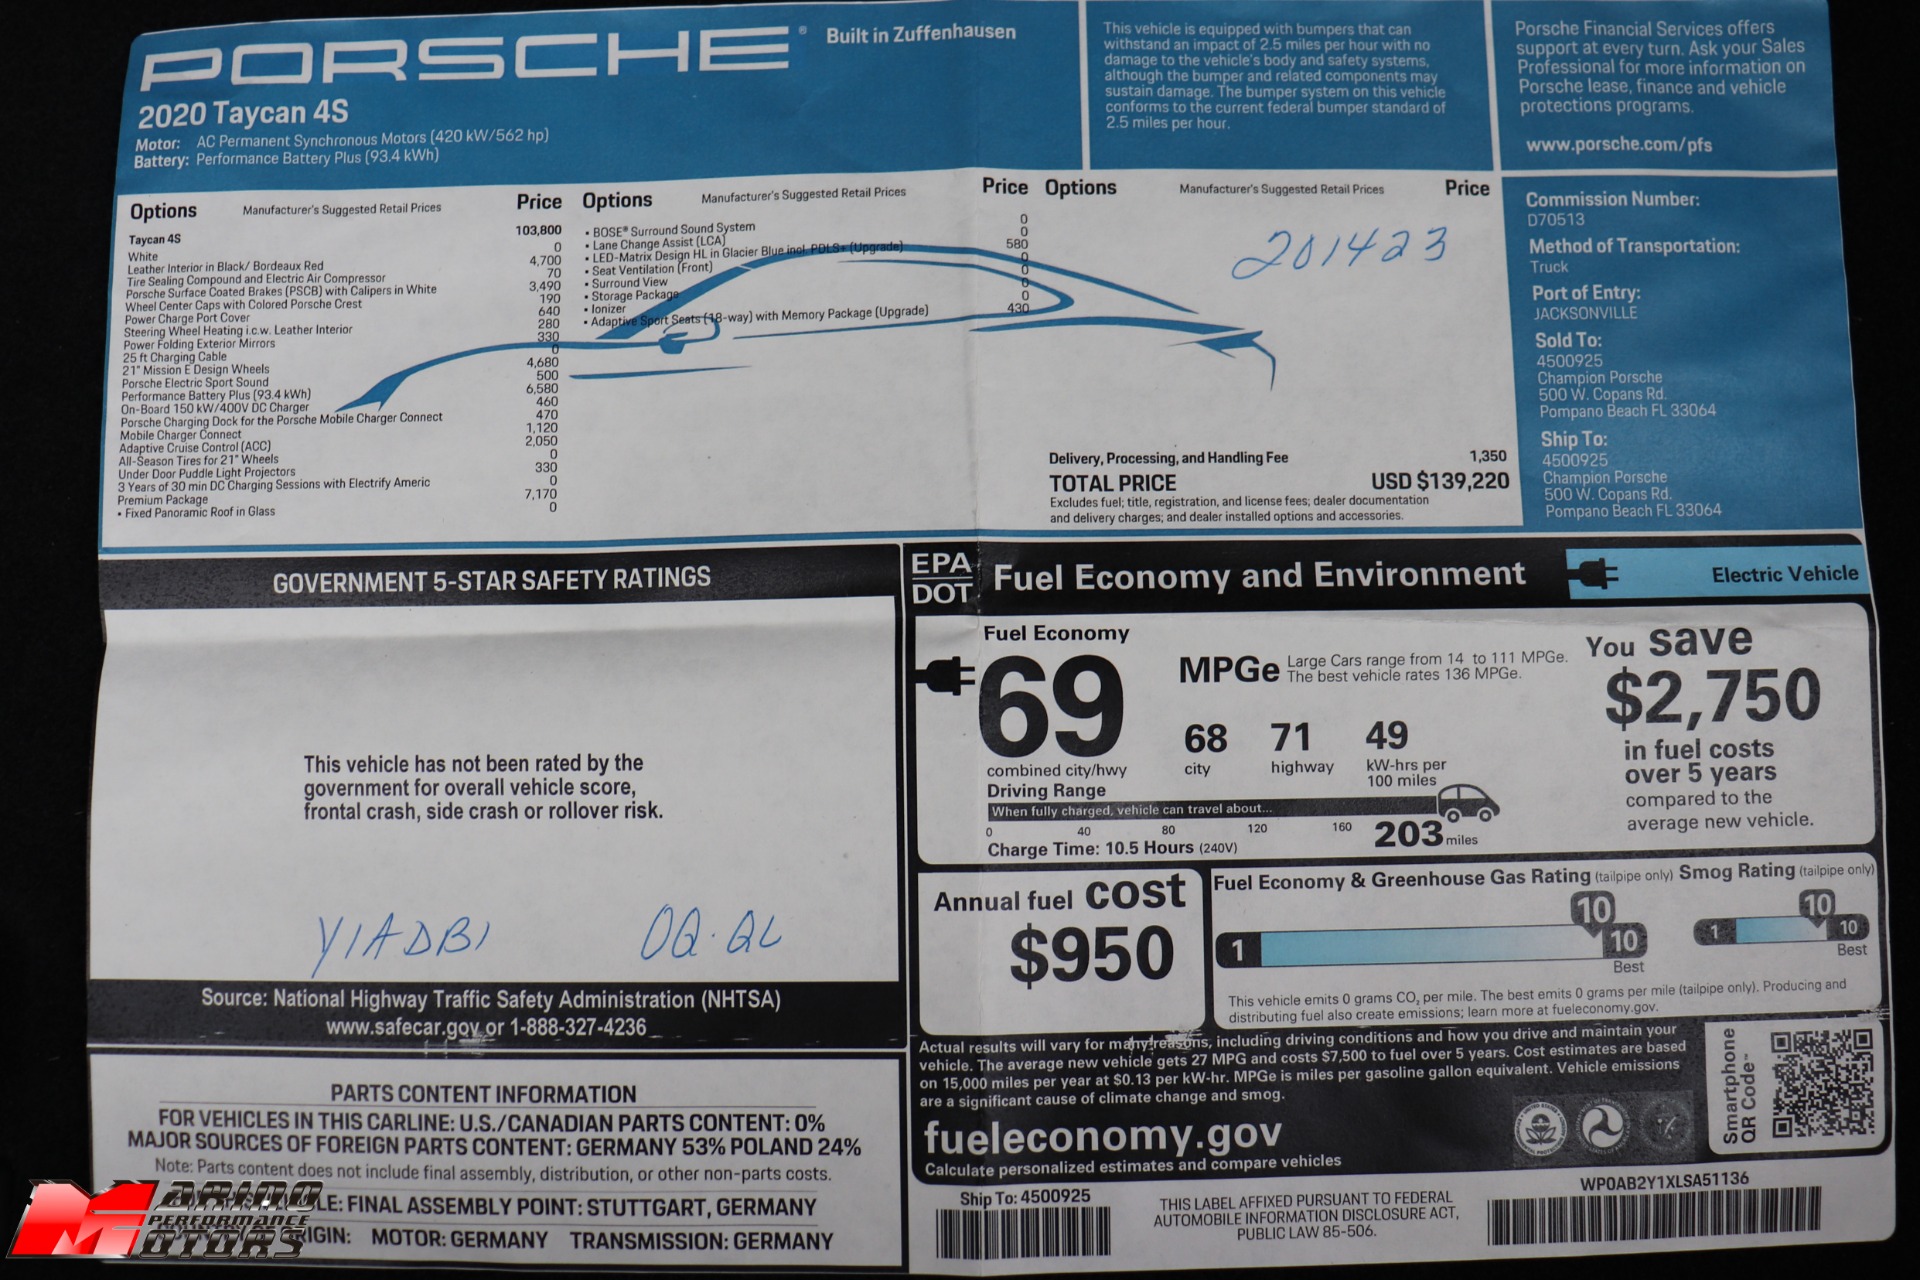 PORSCHE® Built in Zuffenhausen
2020 Taycan 4S
Motor: AC Permanent Synchronous Motors (420 kW/562 hp)
Battery: Performance Battery Plus (93.4 kWh)
This vehicle is equipped with bumpers that can
withstand an impact of 2.5 miles per hour with no
damage to the vehicle's body and safety systems,
although the bumper and related components may
sustain damage. The bumper system on this vehicle
conforms to the current federal bumper standard of
2.5 miles per hour.
Porsche Financial Services offers
support at every turn. Ask your Sales
Professional for more information on
Porsche lease, finance and vehicle
protections programs.
www.porsche.com/pfs
Options Manufacturer's Suggested Retail Prices Price
Taycan 4S 103,800
White 0
Leather Interior in Black/ Bordeaux Red 4,700
Tire Sealing Compound and Electric Air Compressor 70
Porsche Surface Coated Brakes (PSCB) with Calipers in White 3,490
Wheel Center Caps with Colored Porsche Crest 190
Power Charge Port Cover 640
Steering Wheel Heating i.c.w. Leather Interior 280
Power Folding Exterior Mirrors 330
25 ft Charging Cable 0
21" Mission E Design Wheels 4,680
Porsche Electric Sport Sound 500
Performance Battery Plus (93.4 kWh) 6,580
On-Board 150 kW/400V DC Charger 460
Porsche Charging Dock for the Porsche Mobile Charger Connect 470
Mobile Charger Connect 1,120
Adaptive Cruise Control (ACC) 2,050
All-Season Tires for 21" Wheels 0
Under Door Puddle Light Projectors 330
3 Years of 30 min DC Charging Sessions with Electrify Americ 0
Premium Package 7,170
• Fixed Panoramic Roof in Glass 0
Options Manufacturer's Suggested Retail Prices Price
• BOSE® Surround Sound System 0
• Lane Change Assist (LCA) 0
• LED-Matrix Design HL in Glacier Blue incl. PDLS+ (Upgrade) 580
• Seat Ventilation (Front) 0
• Surround View 0
• Storage Package 0
• Ionizer 0
• Adaptive Sport Seats (18-way) with Memory Package (Upgrade) 430
Options Manufacturer's Suggested Retail Prices Price
201423
Delivery, Processing, and Handling Fee 1,350
TOTAL PRICE USD $139,220
Excludes fuel; title, registration, and license fees; dealer documentation
and delivery charges; and dealer installed options and accessories.
Commission Number:
D70513
Method of Transportation:
Truck
Port of Entry:
JACKSONVILLE
Sold To:
4500925
Champion Porsche
500 W. Copans Rd.
Pompano Beach FL 33064
Ship To:
4500925
Champion Porsche
500 W. Copans Rd.
Pompano Beach FL 33064
GOVERNMENT 5-STAR SAFETY RATINGS
This vehicle has not been rated by the
government for overall vehicle score,
frontal crash, side crash or rollover risk.
Y1ADB1
Source: National Highway Traffic Safety Administration (NHTSA)
www.safecar.gov or 1-888-327-4236
PARTS CONTENT INFORMATION
FOR VEHICLES IN THIS CARLINE: U.S./CANADIAN PARTS CONTENT: 0%
MAJOR SOURCES OF FOREIGN PARTS CONTENT: GERMANY 53% POLAND 24%
Note: Parts content does not include final assembly, distribution, or other non-parts costs.
LE: FINAL ASSEMBLY POINT: STUTTGART, GERMANY
RIGIN: MOTOR: GERMANY TRANSMISSION: GERMANY
MARINO
PERFORMANCE
MOTORS
EPA
DOT
Fuel Economy and Environment
Electric Vehicle
Fuel Economy
69 MPGe
Large Cars range from 14 to 111 MPGe.
The best vehicle rates 136 MPGe.
combined city/hwy
68 city
71 highway
49 kW-hrs per
100 miles
Driving Range
When fully charged, vehicle can travel about...
0 40 80 120 160 203 miles
Charge Time: 10.5 Hours (240V)
You save
$2,750
in fuel costs
over 5 years
compared to the
average new vehicle.
Annual fuel cost
$950
Fuel Economy & Greenhouse Gas Rating (tailpipe only)
1 10 10
Best
Smog Rating (tailpipe only)
1 10 10
Best
This vehicle emits 0 grams CO₂ per mile. The best emits 0 grams per mile (tailpipe only). Producing and
distributing fuel also create emissions; learn more at fueleconomy.gov.
Actual results will vary for many reasons, including driving conditions and how you drive and maintain your
vehicle. The average new vehicle gets 27 MPG and costs $7,500 to fuel over 5 years. Cost estimates are based
on 15,000 miles per year at $0.13 per kW-hr. MPGe is miles per gasoline gallon equivalent. Vehicle emissions
are a significant cause of climate change and smog.
fueleconomy.gov
Calculate personalized estimates and compare vehicles
Smartphone
QR Code™
Ship To: 4500925
THIS LABEL AFFIXED PURSUANT TO FEDERAL
AUTOMOBILE INFORMATION DISCLOSURE ACT,
PUBLIC LAW 85-506.
WP0AB2Y1XLSA51136